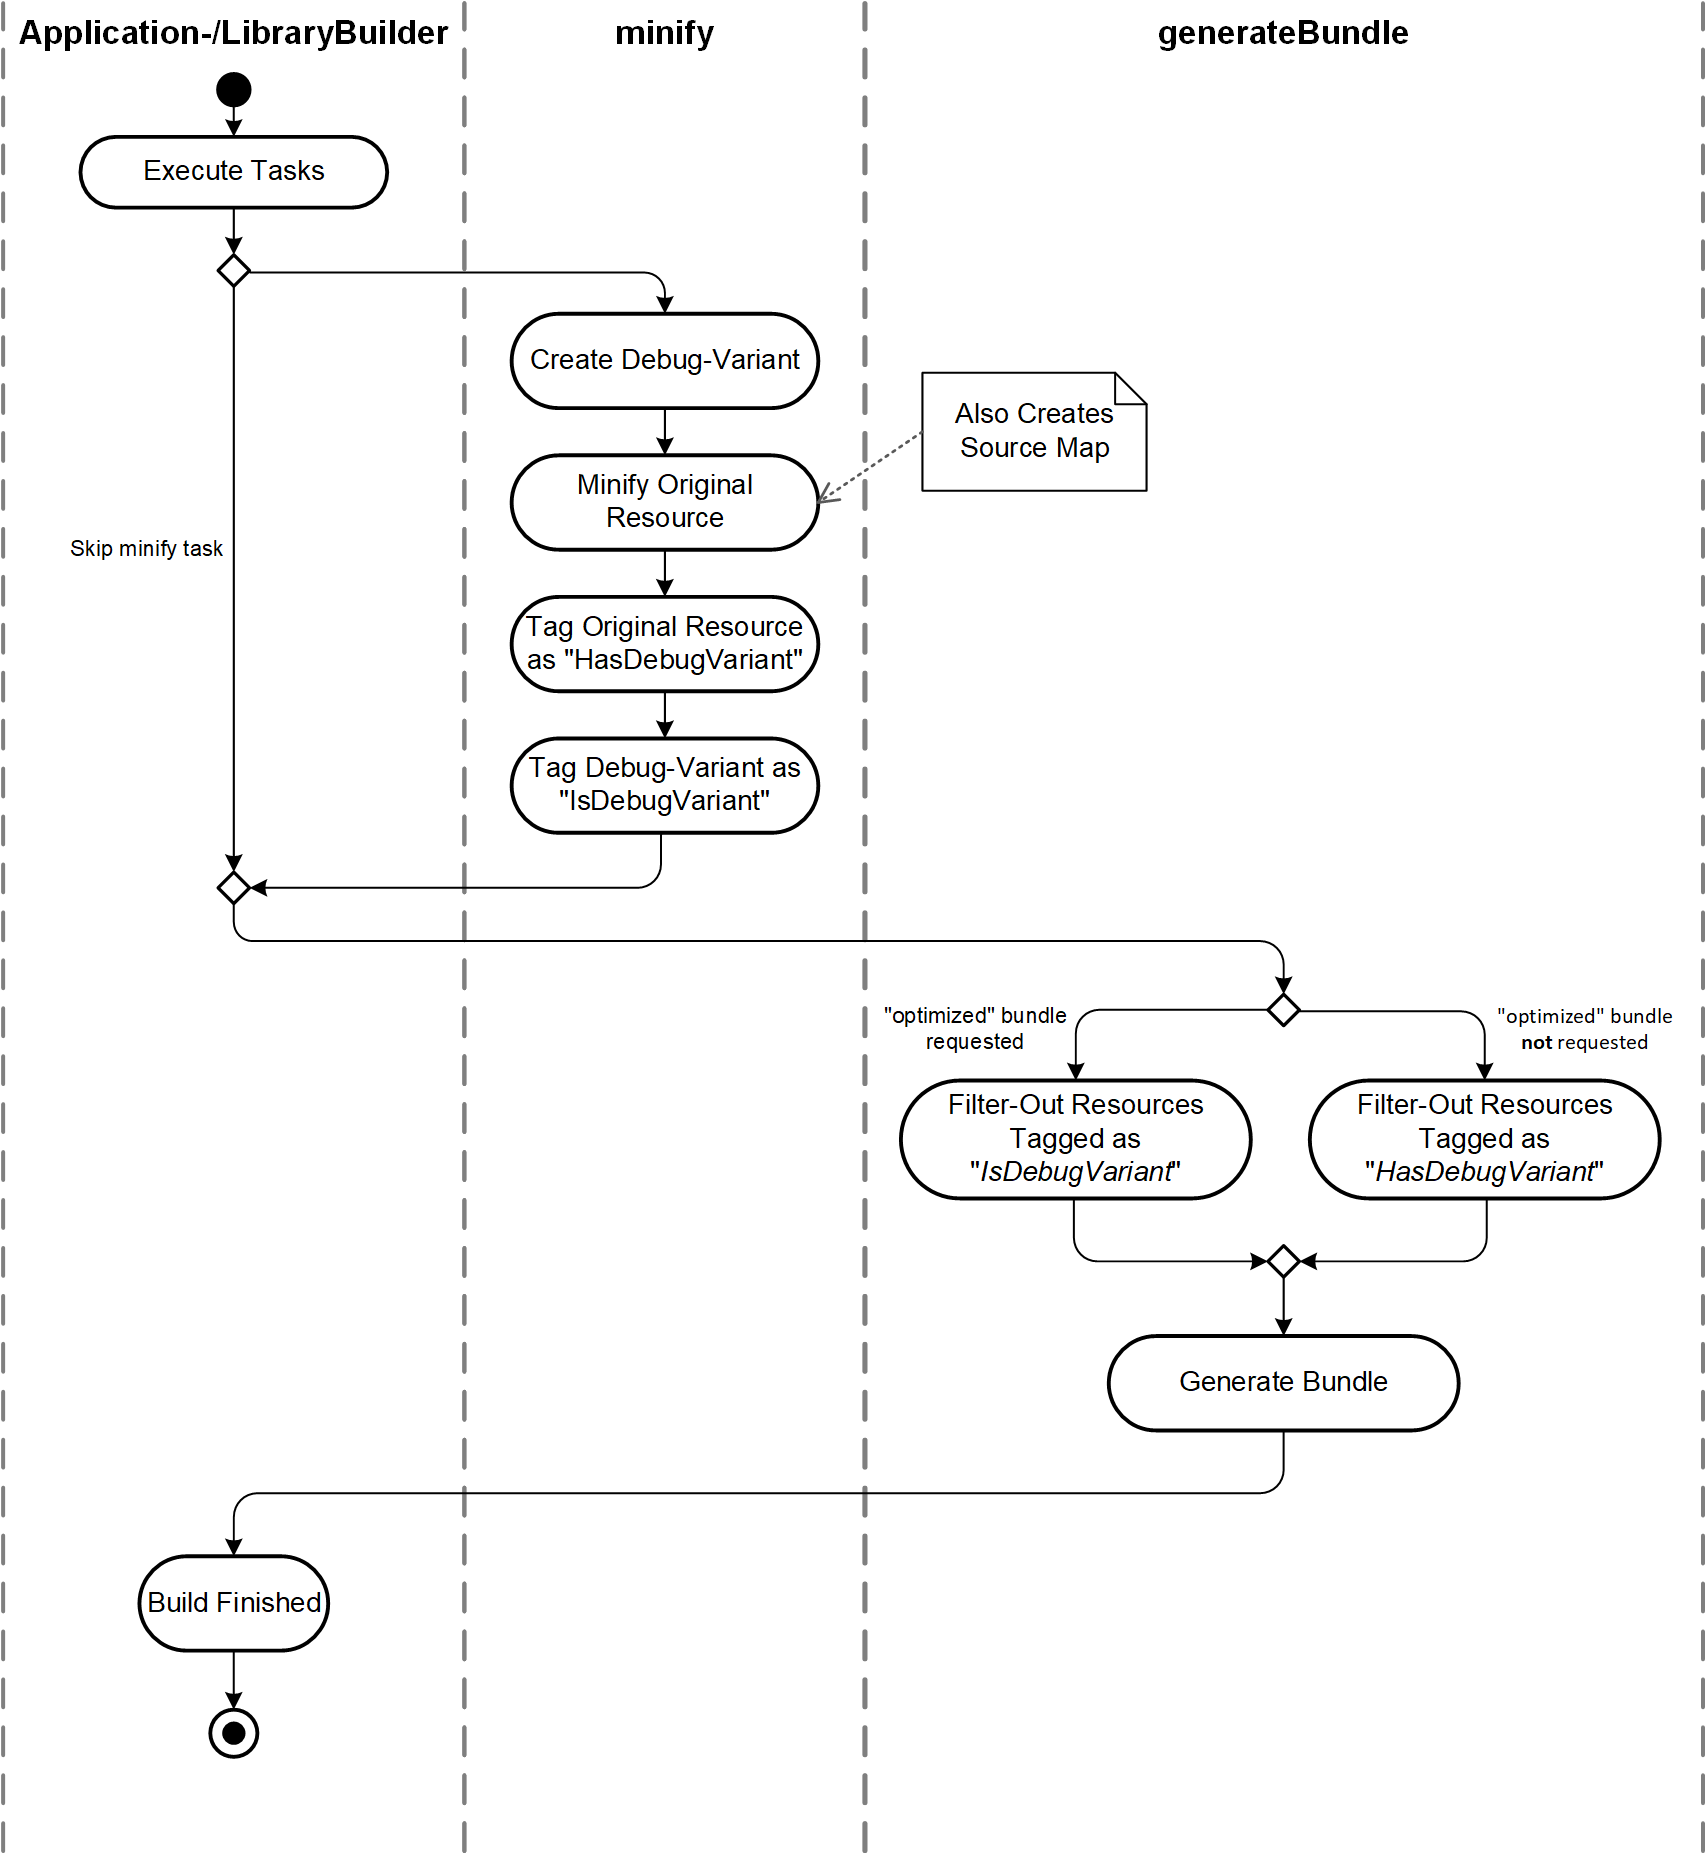 Application-/LibraryBuilder
minify
generateBundle
Execute Tasks
Create Debug-Variant
Also Creates
Source Map
Minify Original
Resource
Skip minify task
Tag Original Resource
as "HasDebugVariant"
Tag Debug-Variant as
"IsDebugVariant"
"optimized" bundle
requested
"optimized" bundle
not requested
Filter-Out Resources
Tagged as
"IsDebugVariant"
Filter-Out Resources
Tagged as
"HasDebugVariant"
Generate Bundle
Build Finished